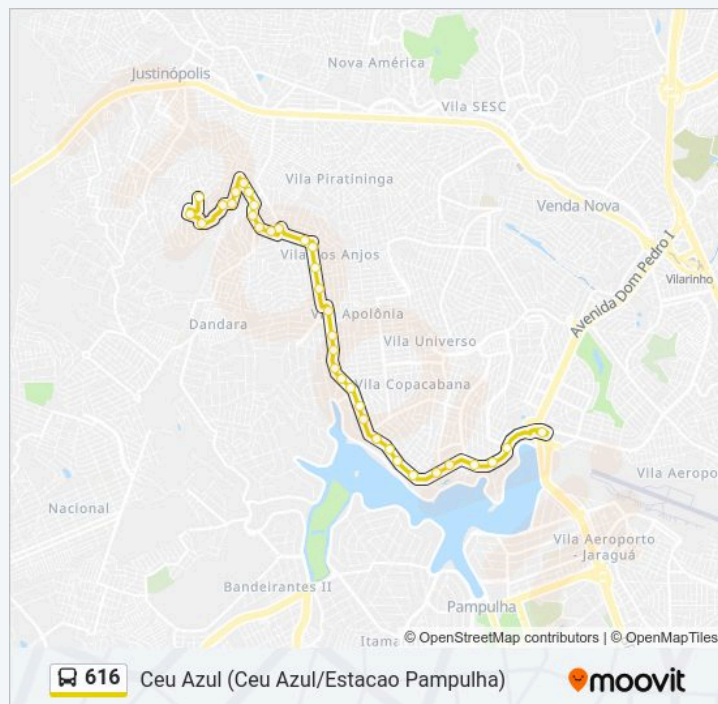 Nova América
Justinópolis
Vila SESC
Vila Piratininga
Venda Nova
Vila dos Anjos
Vilarinho
Avenida Dom Pedro I
Dandara
Apolônia
Vila Universo
Vila Copacabana
Vila Aeropo
Nacional
Vila Aeroporto
- Jaraguá
Bandeirantes II
Pampulha
Itama
© OpenStreetMap contributors | © OpenMapTiles
616 Ceu Azul (Ceu Azul/Estacao Pampulha)
moovit